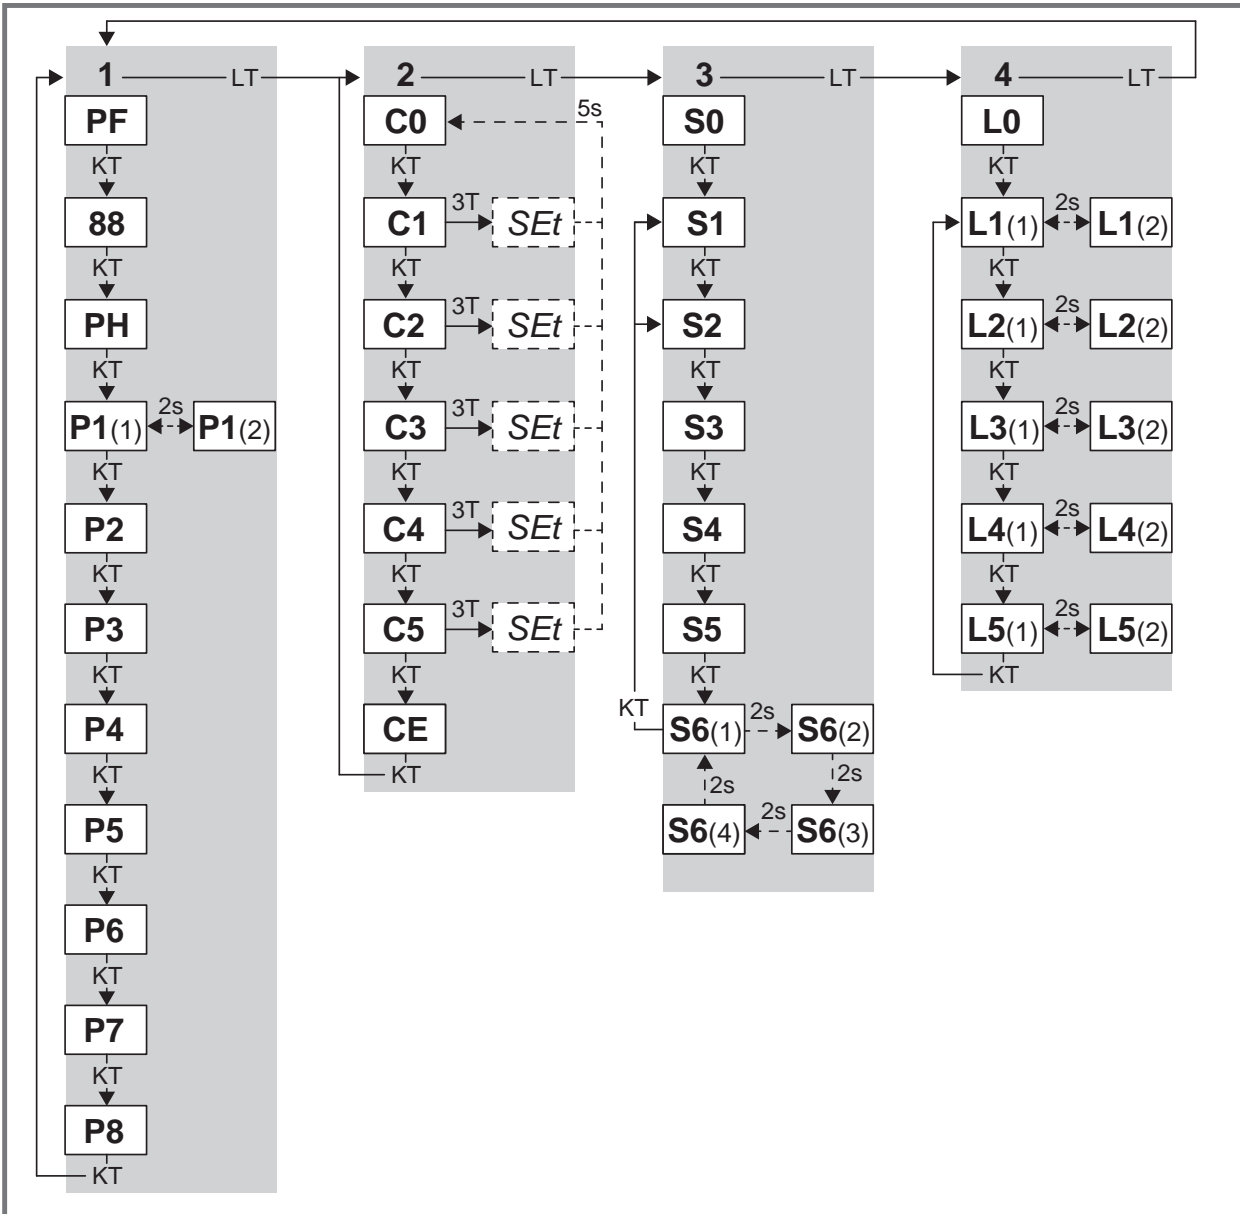 1 LT 2 LT 3 LT 4 LT
PF C0 5s S0 L0
KT KT KT KT
88 C1 3T SEt S1 L1(1) 2s L1(2)
KT KT KT KT
PH C2 3T SEt S2 L2(1) 2s L2(2)
KT KT KT KT
P1(1) 2s P1(2) C3 3T SEt S3 L3(1) 2s L3(2)
KT KT KT KT
P2 C4 3T SEt S4 L4(1) 2s L4(2)
KT KT KT KT
P3 C5 3T SEt S5 L5(1) 2s L5(2)
KT KT KT KT
P4 CE KT S6(1) 2s S6(2)
KT KT 2s 2s
P5 S6(4) 2s S6(3)
KT
P6
KT
P7
KT
P8
KT